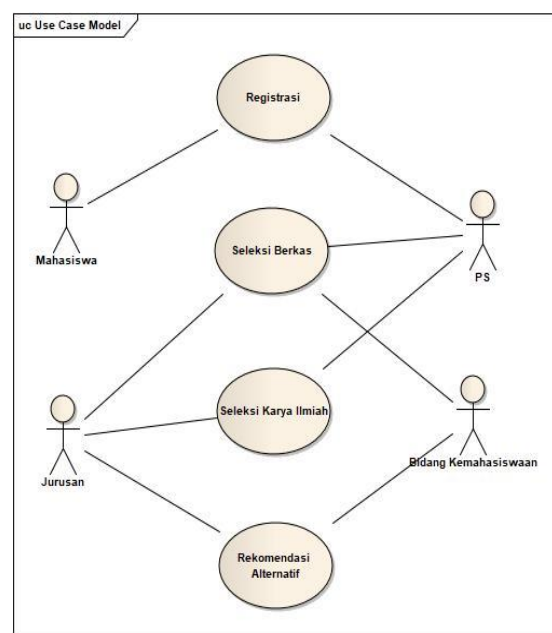 uc Use Case Model
Registrasi
Mahasiswa
Seleksi Berkas
PS
Seleksi Karya Ilmiah
Jurusan
Bidang Kemahasiswaan
Rekomendasi
Alternatif